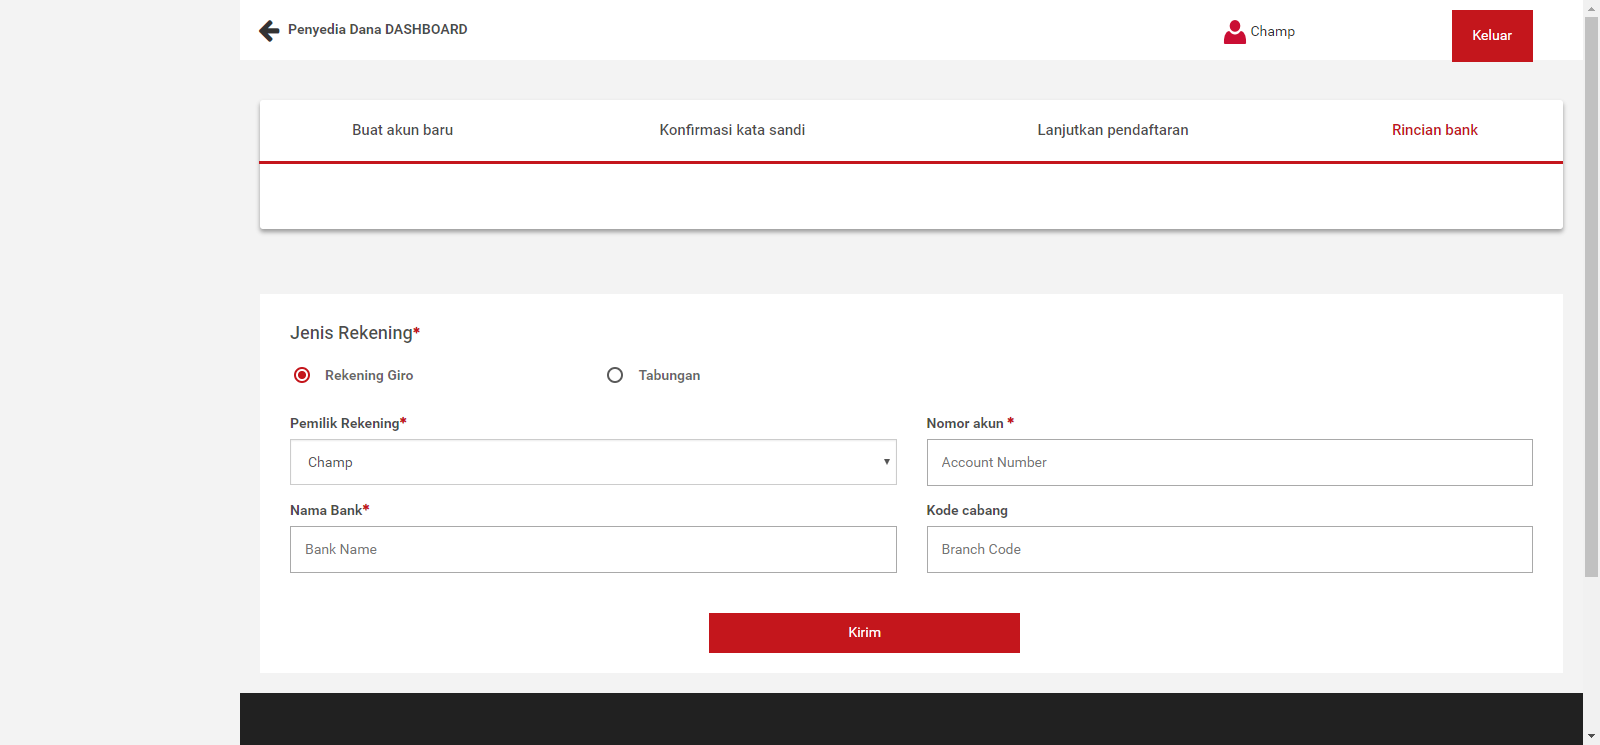 Penyedia Dana DASHBOARD
Champ
Keluar
Buat akun baru
Konfirmasi kata sandi
Lanjutkan pendaftaran
Rincian bank
Jenis Rekening*
Rekening Giro
Tabungan
Pemilik Rekening*
Nomor akun *
Champ
Account Number
Nama Bank*
Kode cabang
Bank Name
Branch Code
Kirim